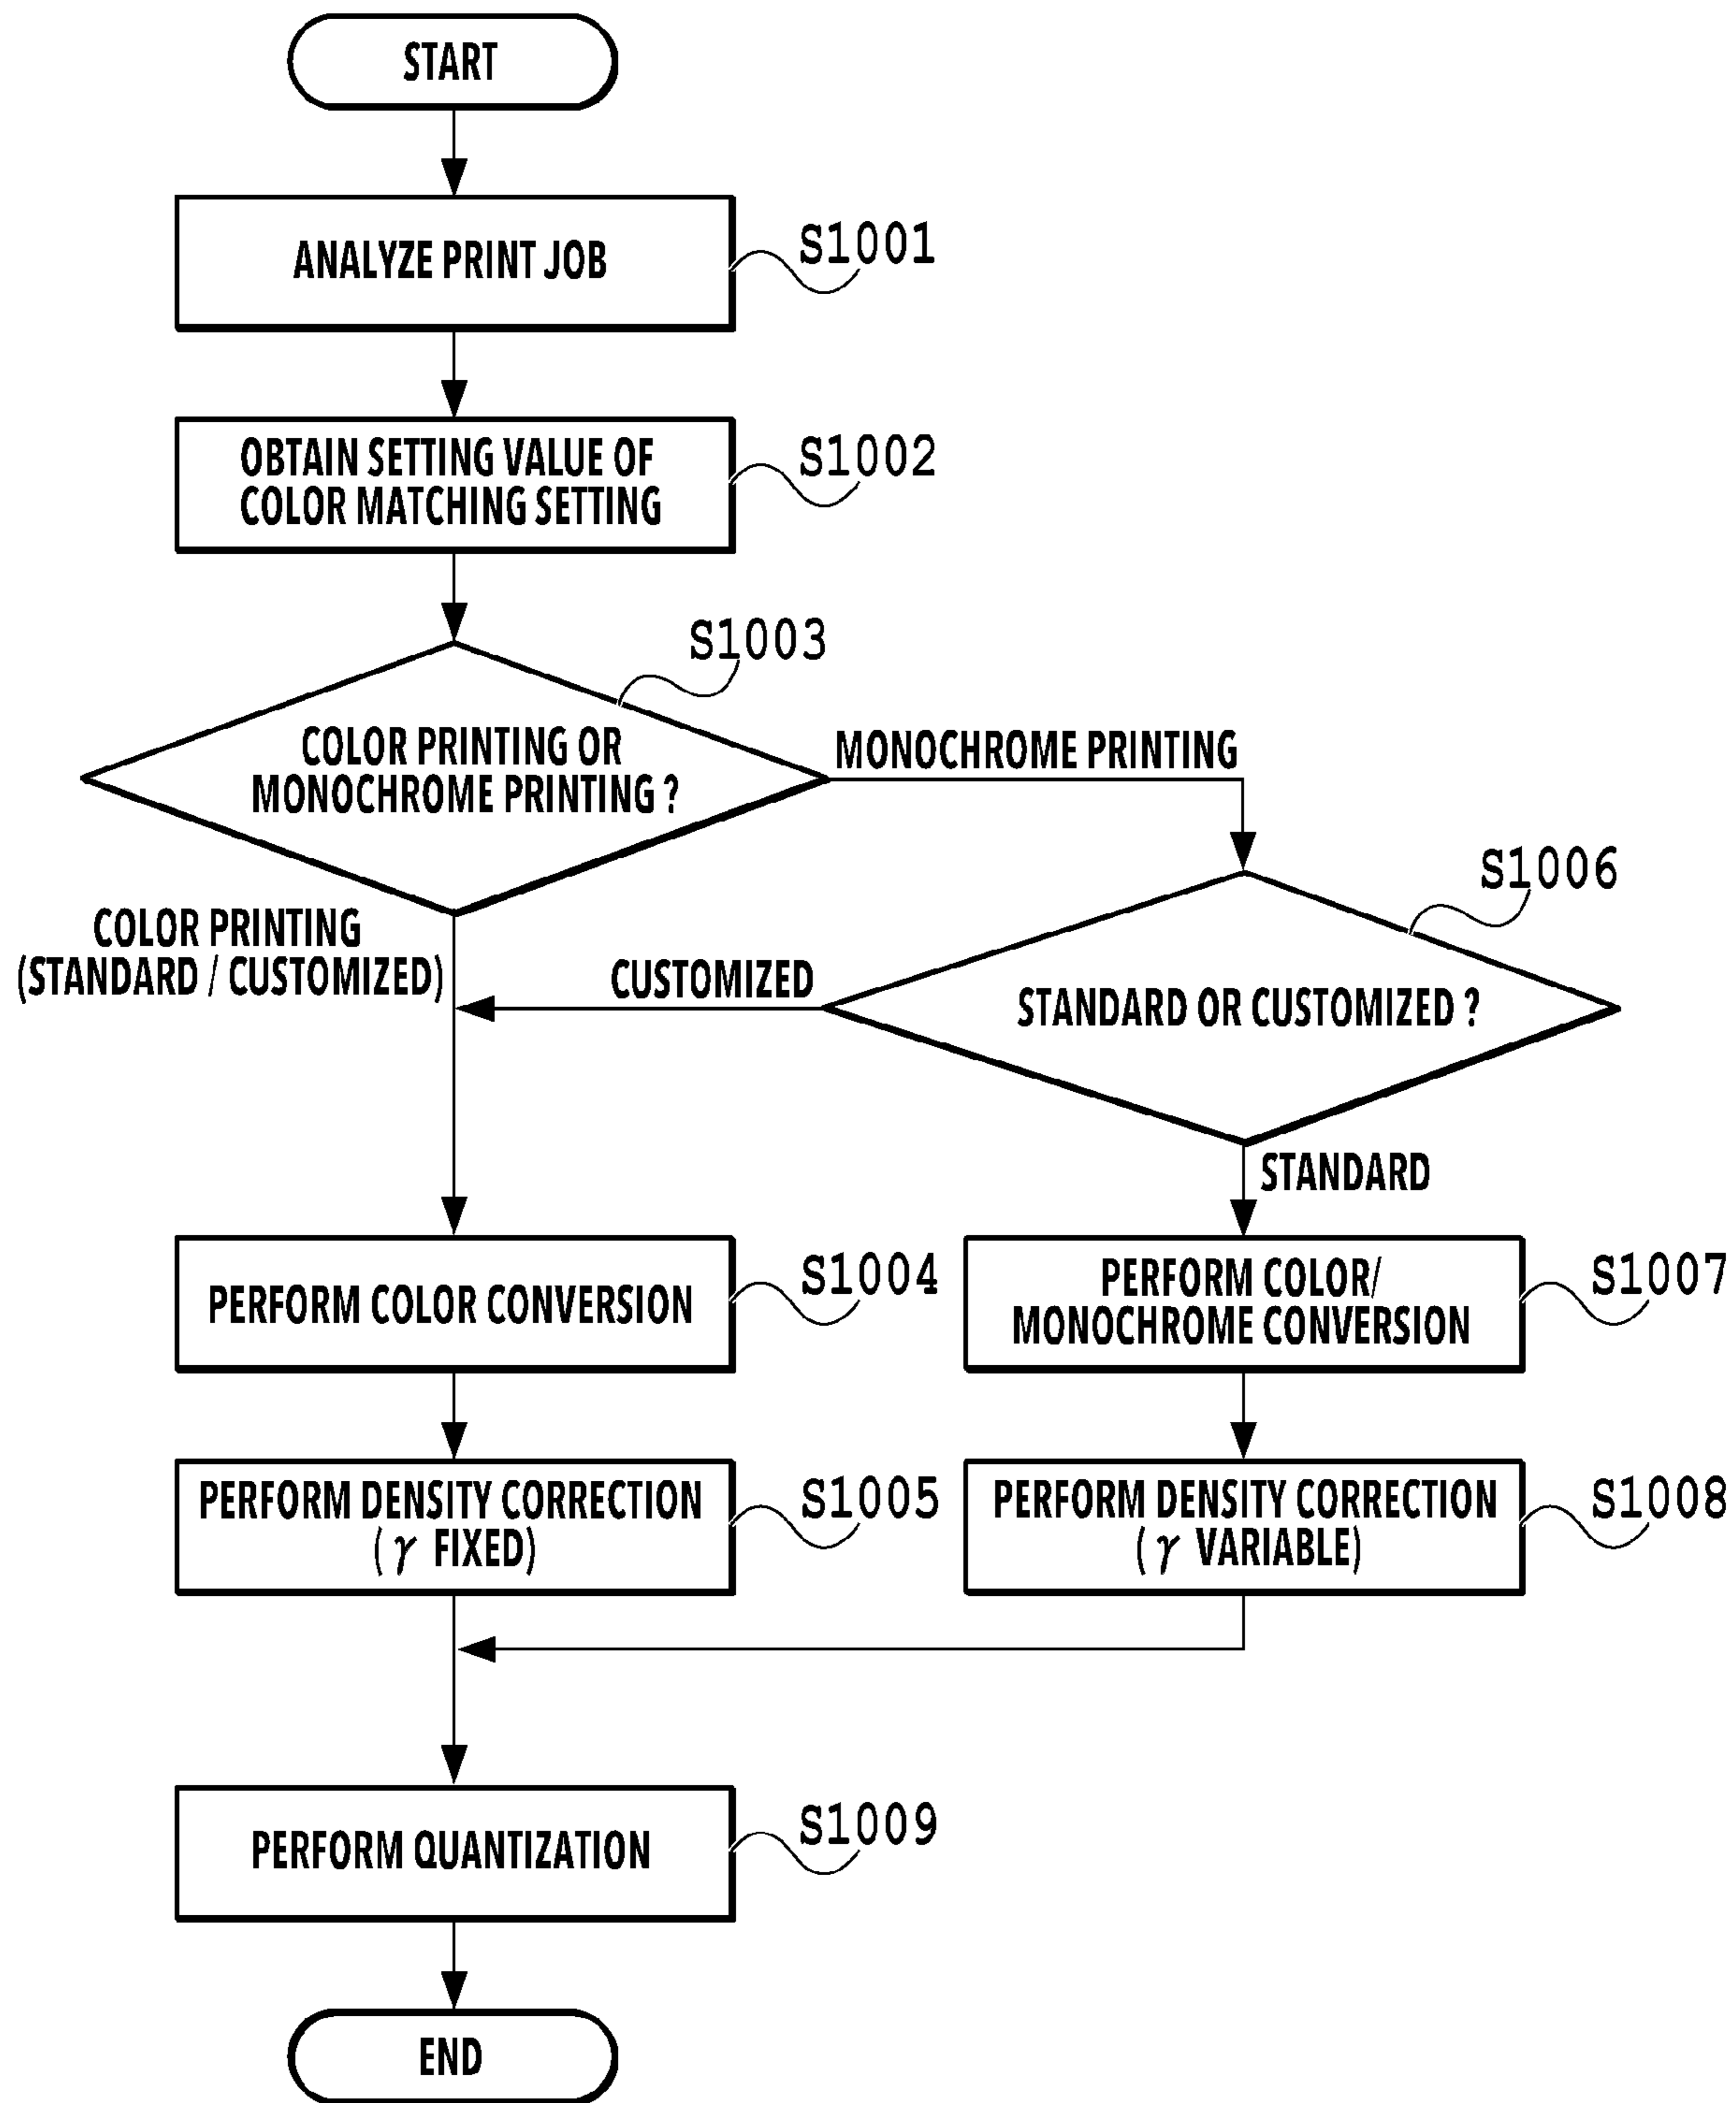 START
ANALYZE PRINT JOB
S1001
OBTAIN SETTING VALUE OF
COLOR MATCHING SETTING
S1002
S1003
COLOR PRINTING OR
MONOCHROME PRINTING ?
MONOCHROME PRINTING
S1006
COLOR PRINTING
(STANDARD / CUSTOMIZED)
CUSTOMIZED
STANDARD OR CUSTOMIZED ?
STANDARD
PERFORM COLOR CONVERSION
S1004
PERFORM COLOR/
MONOCHROME CONVERSION
S1007
PERFORM DENSITY CORRECTION
(γ FIXED)
S1005
PERFORM DENSITY CORRECTION
(γ VARIABLE)
S1008
PERFORM QUANTIZATION
S1009
END